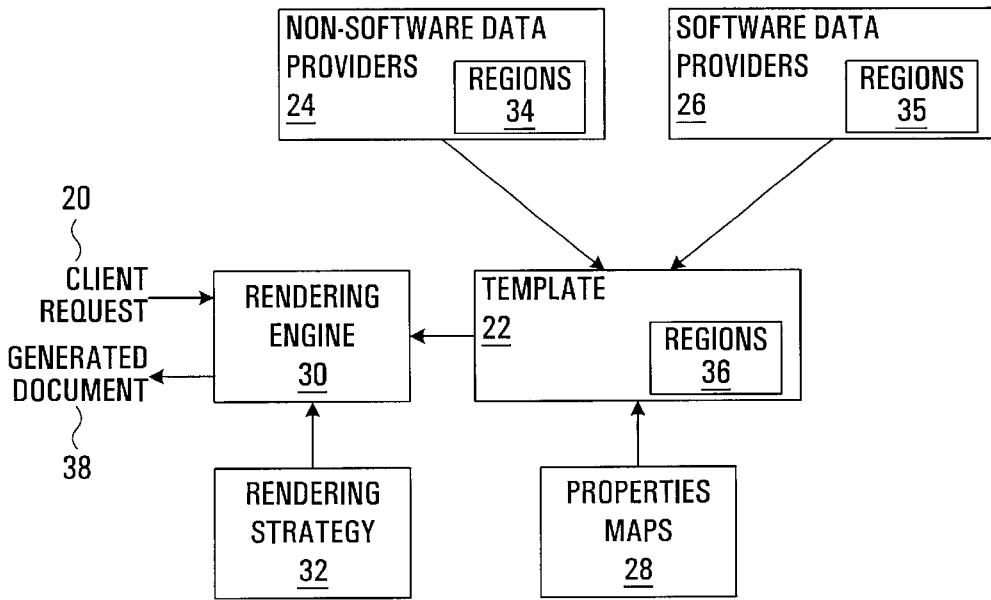 NON-SOFTWARE DATA
PROVIDERS
24
REGIONS
34
SOFTWARE DATA
PROVIDERS
26
REGIONS
35
20
CLIENT
REQUEST
GENERATED
DOCUMENT
38
RENDERING
ENGINE
30
TEMPLATE
22
REGIONS
36
RENDERING
STRATEGY
32
PROPERTIES
MAPS
28